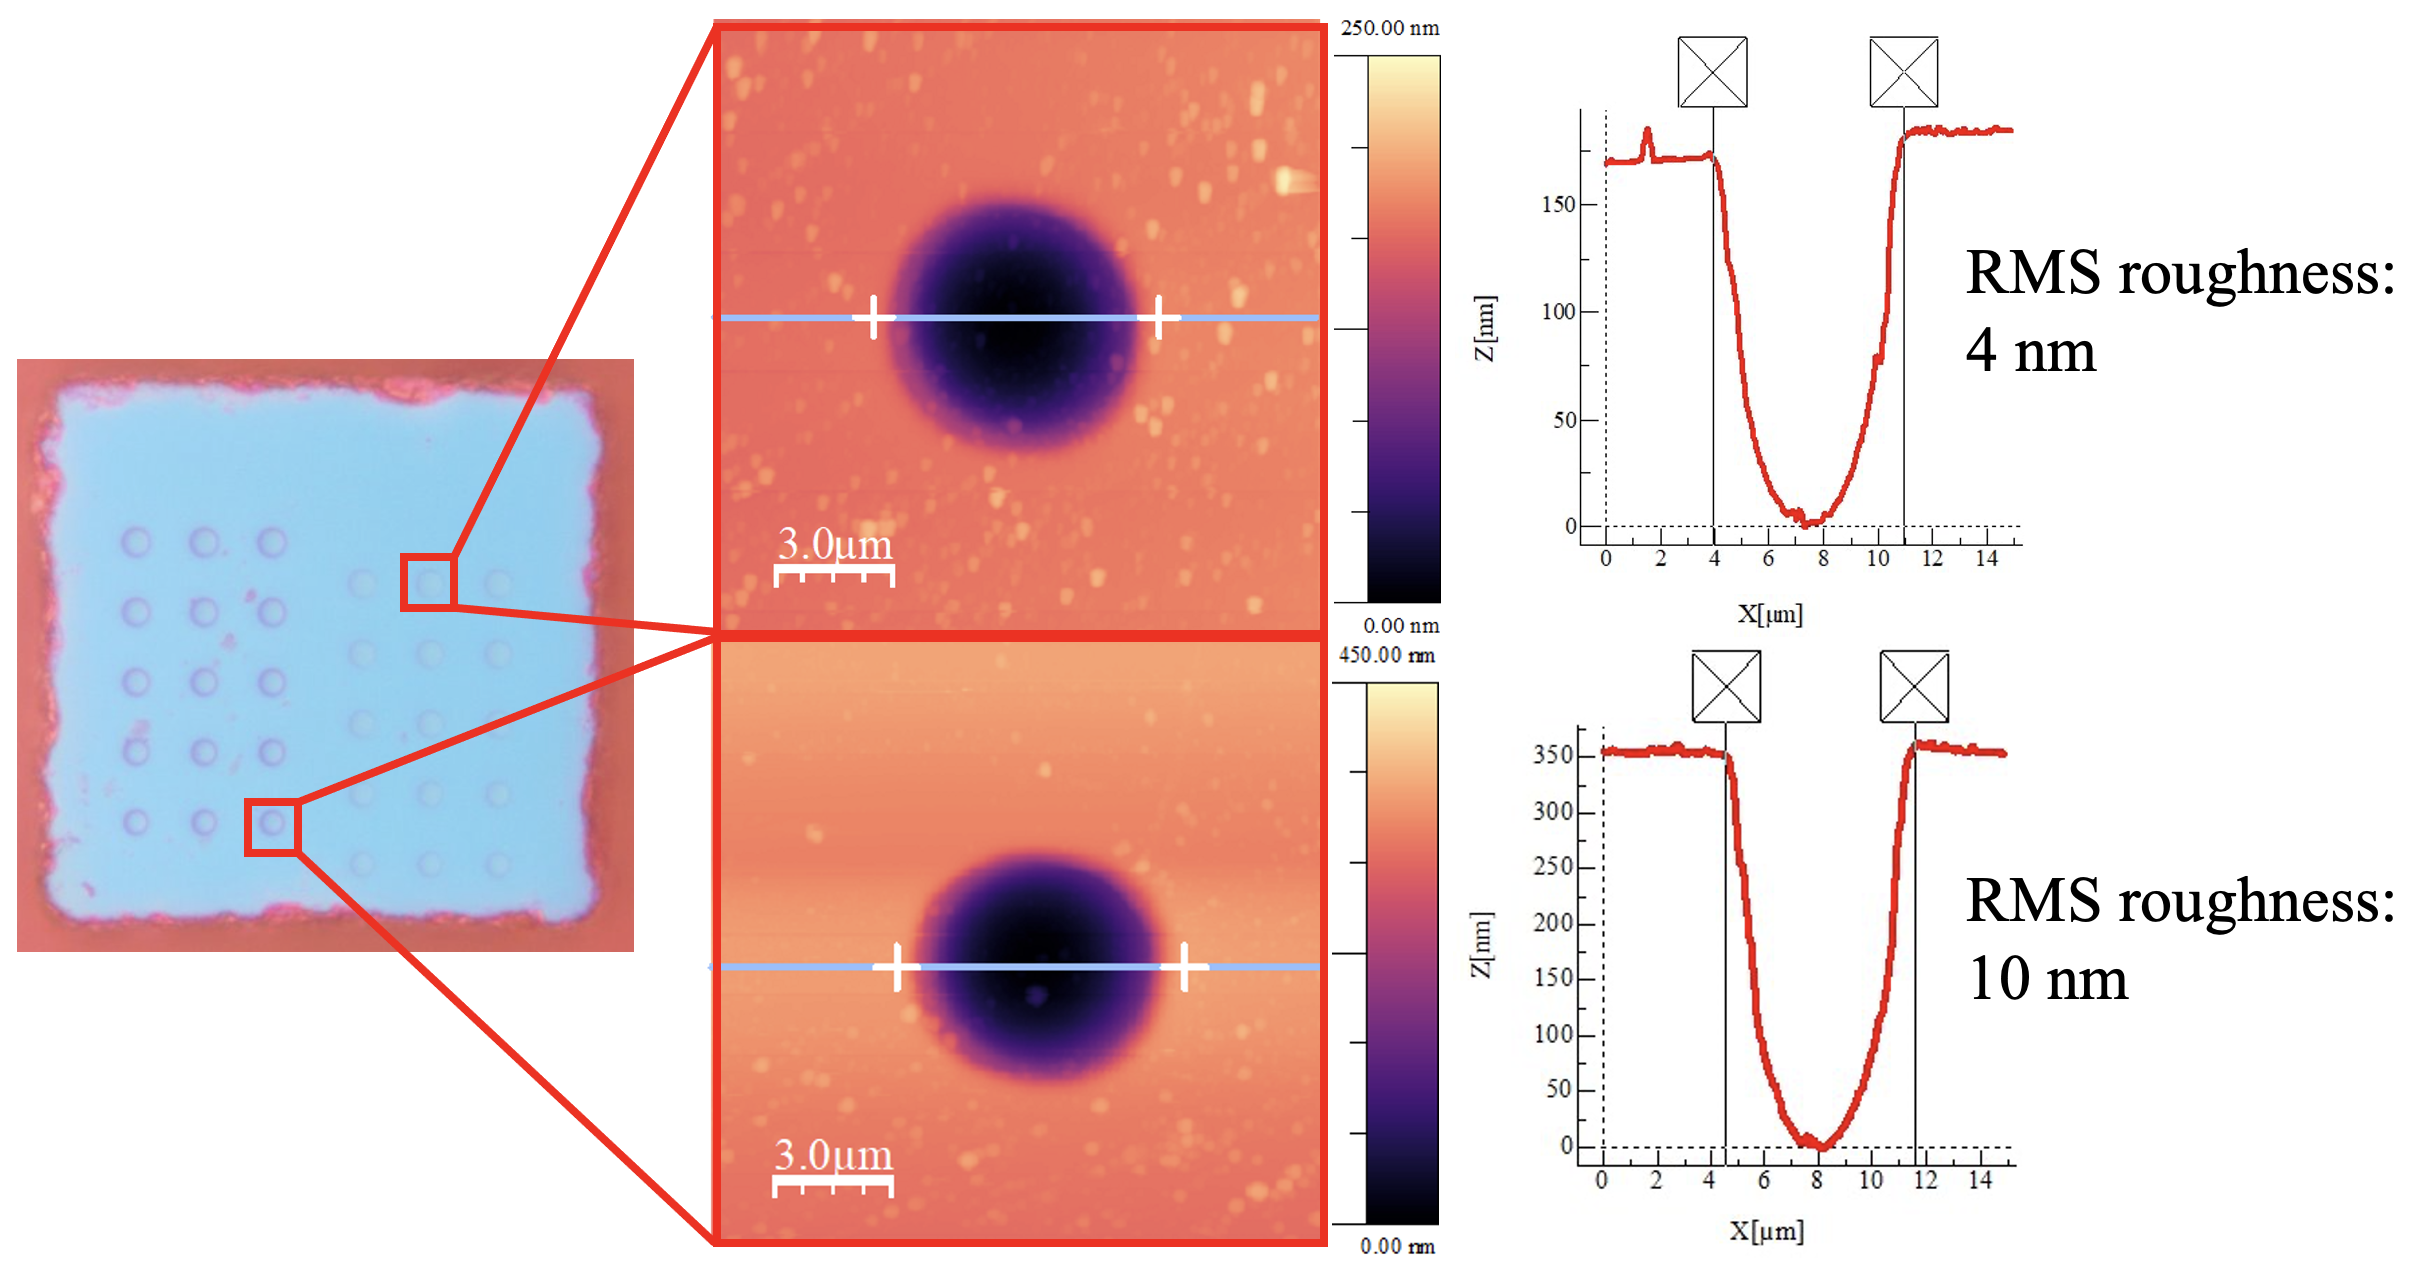 250.00 nm
0.00 nm
3.0µm
Z[nm]
150
100
50
0
0 2 4 6 8 10 12 14
X[µm]
RMS roughness:
4 nm
450.00 nm
0.00 nm
3.0µm
Z[nm]
350
300
250
200
150
100
50
0
0 2 4 6 8 10 12 14
X[µm]
RMS roughness:
10 nm